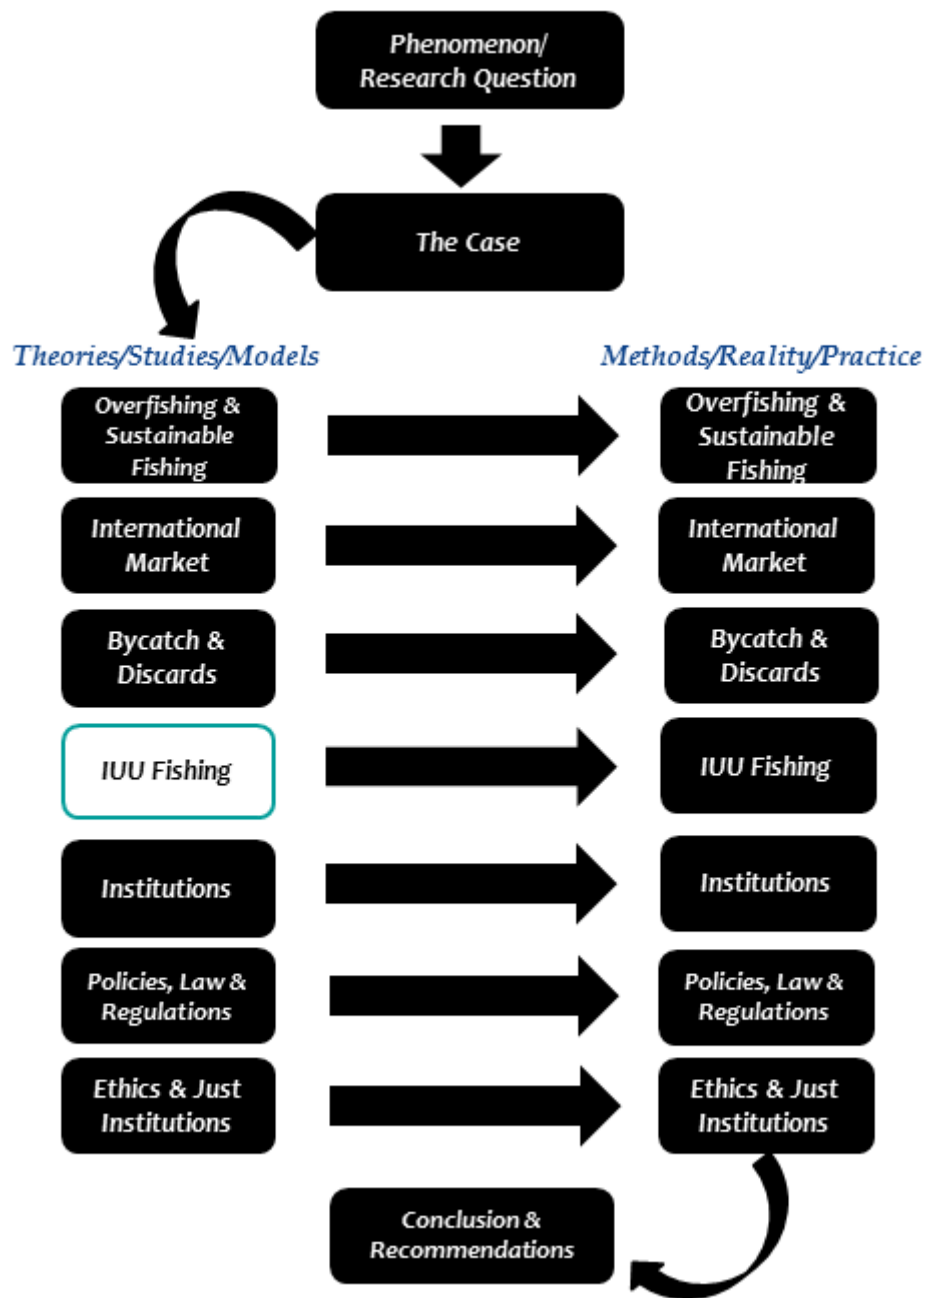 Phenomenon/
Research Question
The Case
Theories/Studies/Models
Methods/Reality/Practice
Overfishing &
Sustainable
Fishing
Overfishing &
Sustainable
Fishing
International
Market
International
Market
Bycatch &
Discards
Bycatch &
Discards
IUU Fishing
IUU Fishing
Institutions
Institutions
Policies, Law &
Regulations
Policies, Law &
Regulations
Ethics & Just
Institutions
Ethics & Just
Institutions
Conclusion &
Recommendations